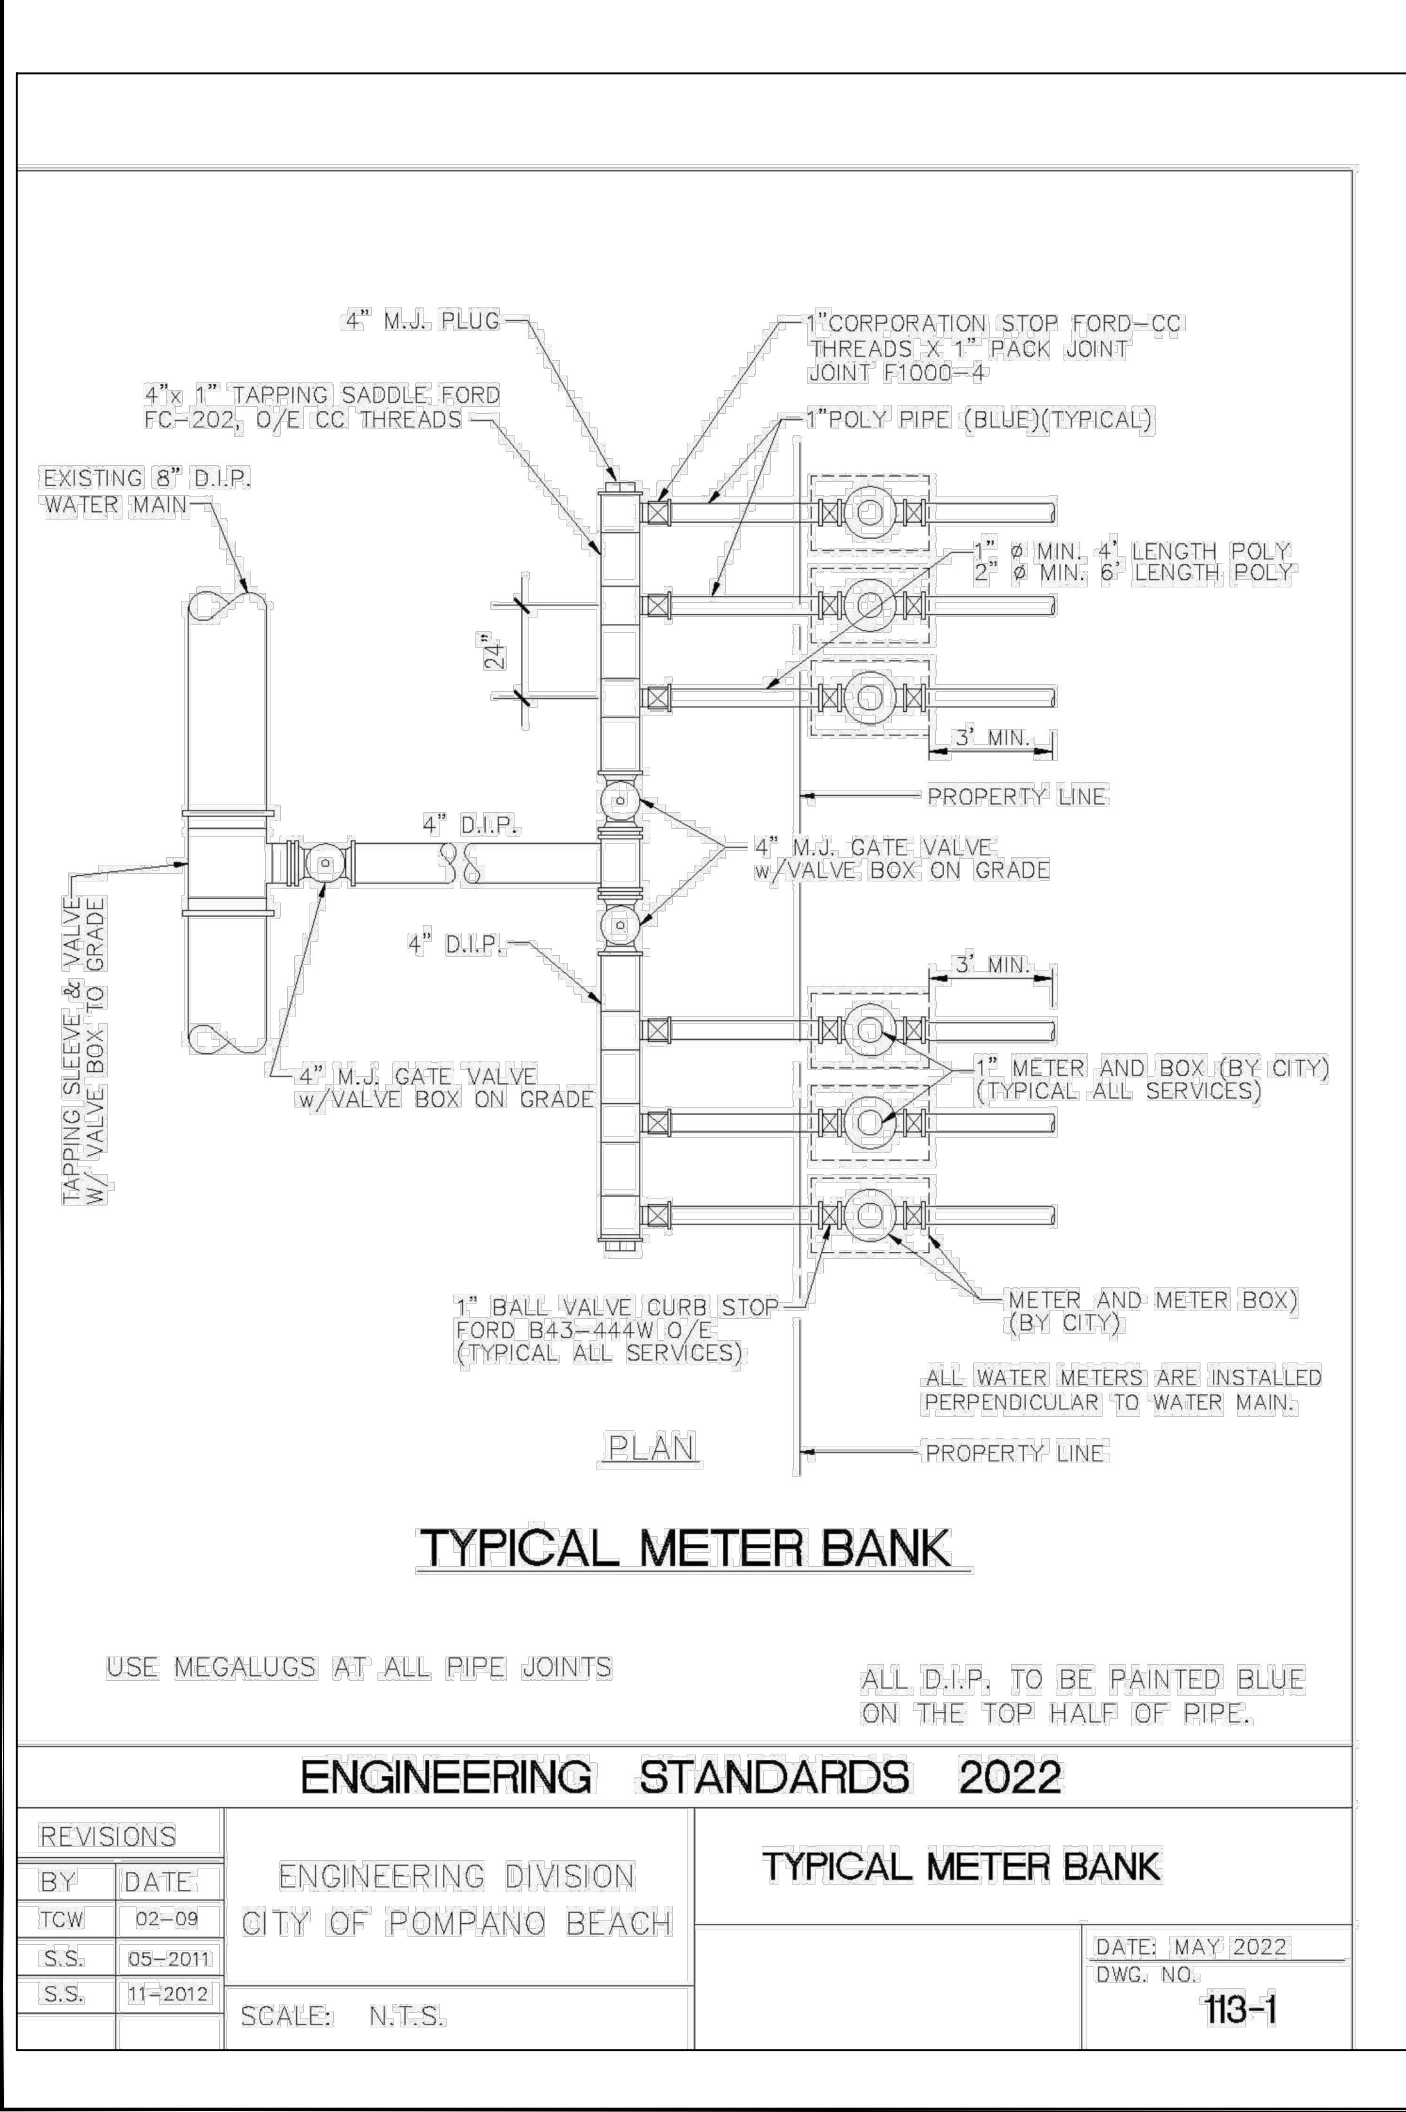 4" M.J. PLUG
1"CORPORATION STOP FORD-CC
THREADS X 1" PACK JOINT
JOINT F1000-4
4"x 1" TAPPING SADDLE FORD
FC-202, O/E CC THREADS
1"POLY PIPE (BLUE)(TYPICAL)
EXISTING 8" D.I.P.
WATER MAIN
1" ø MIN. 4' LENGTH POLY
2" ø MIN. 6' LENGTH POLY
24"
3' MIN.
PROPERTY LINE
4" D.I.P.
4" M.J. GATE VALVE
w/VALVE BOX ON GRADE
TAPPING SLEEVE & VALVE
W/ VALVE BOX TO GRADE
4" D.I.P.
3' MIN.
4" M.J. GATE VALVE
w/VALVE BOX ON GRADE
1" METER AND BOX (BY CITY)
(TYPICAL ALL SERVICES)
1" BALL VALVE CURB STOP
FORD B43-444W O/E
(TYPICAL ALL SERVICES)
METER AND METER BOX)
(BY CITY)
ALL WATER METERS ARE INSTALLED
PERPENDICULAR TO WATER MAIN.
PLAN
PROPERTY LINE
TYPICAL METER BANK
USE MEGALUGS AT ALL PIPE JOINTS
ALL D.I.P. TO BE PAINTED BLUE
ON THE TOP HALF OF PIPE.
ENGINEERING STANDARDS 2022
REVISIONS
BY DATE
TCW 02-09
S.S. 05-2011
S.S. 11-2012
ENGINEERING DIVISION
CITY OF POMPANO BEACH
SCALE: N.T.S.
TYPICAL METER BANK
DATE: MAY 2022
DWG. NO.
113-1